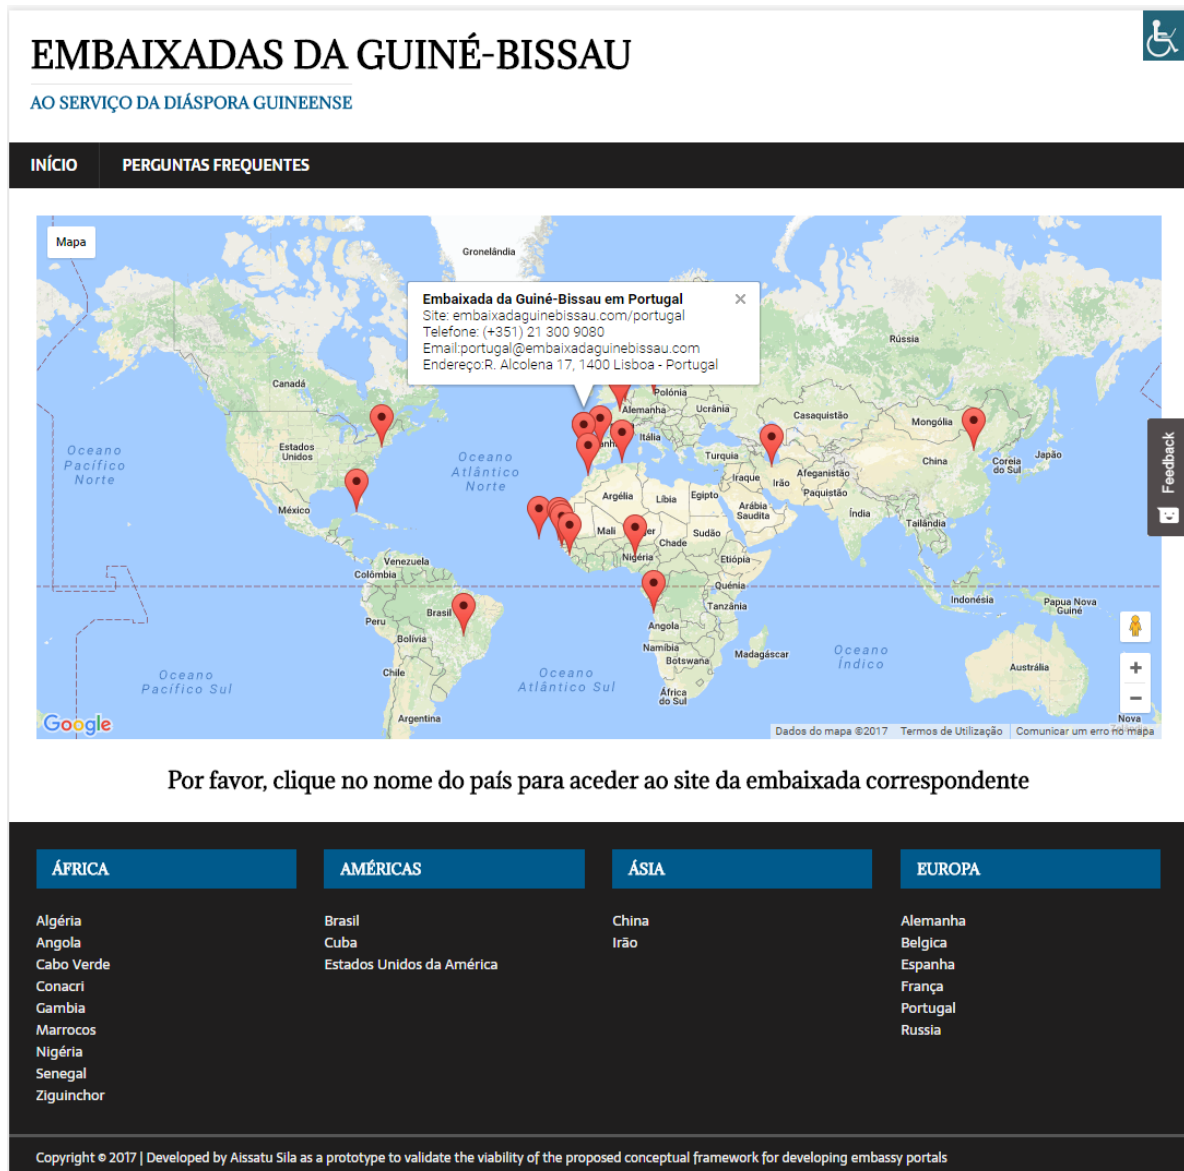 EMBAIXADAS DA GUINÉ-BISSAU
AO SERVIÇO DA DIÁSPORA GUINEENSE
INÍCIO
PERGUNTAS FREQUENTES
Mapa
Gronelândia
Embaixada da Guiné-Bissau em Portugal
Site: embaixadaguinebissau.com/portugal
Telefone: (+351) 21 300 9080
Email:portugal@embaixadaguinebissau.com
Endereço:R. Alcolena 17, 1400 Lisboa - Portugal
Rússia
Canadá
Polónia
Alemanha
Ucrânia
Casaquistão
Mongólia
Estados
Unidos
Itália
Turquia
China
Coreia
do Sul
Japão
Oceano
Pacífico
Norte
Oceano
Atlântico
Norte
Iraque
Irão
Afeganistão
Paquistão
México
Argélia
Líbia
Egipto
Arábia
Saudita
Índia
Tailândia
Mali
Chade
Sudão
Nigéria
Etiópia
Venezuela
Colômbia
Quénia
Indonésia
Papua Nova
Guiné
Brasil
Peru
Tanzânia
Angola
Bolívia
Namíbia
Botswana
Madagáscar
Oceano
Índico
Austrália
Chile
Oceano
Pacífico Sul
Oceano
Atlântico Sul
África
do Sul
Argentina
Nova
Google
Dados do mapa ©2017
Termos de Utilização
Comunicar um erro no mapa
Feedback
Por favor, clique no nome do país para aceder ao site da embaixada correspondente
ÁFRICA
Algéria
Angola
Cabo Verde
Conacri
Gambia
Marrocos
Nigéria
Senegal
Ziguinchor
AMÉRICAS
Brasil
Cuba
Estados Unidos da América
ÁSIA
China
Irão
EUROPA
Alemanha
Belgica
Espanha
França
Portugal
Russia
Copyright © 2017 | Developed by Aissatu Sila as a prototype to validate the viability of the proposed conceptual framework for developing embassy portals